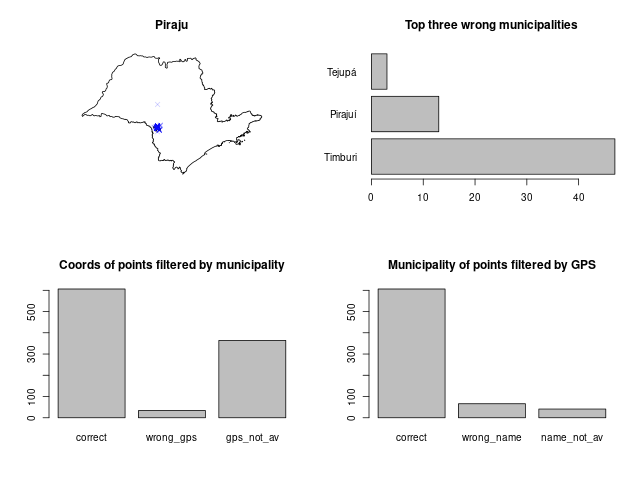 Piraju
Top three wrong municipalities
Tejupá
Pirajuí
Timburi
0 10 20 30 40
Coords of points filtered by municipality
0 100 300 500
correct wrong_gps gps_not_av
Municipality of points filtered by GPS
0 100 300 500
correct wrong_name name_not_av